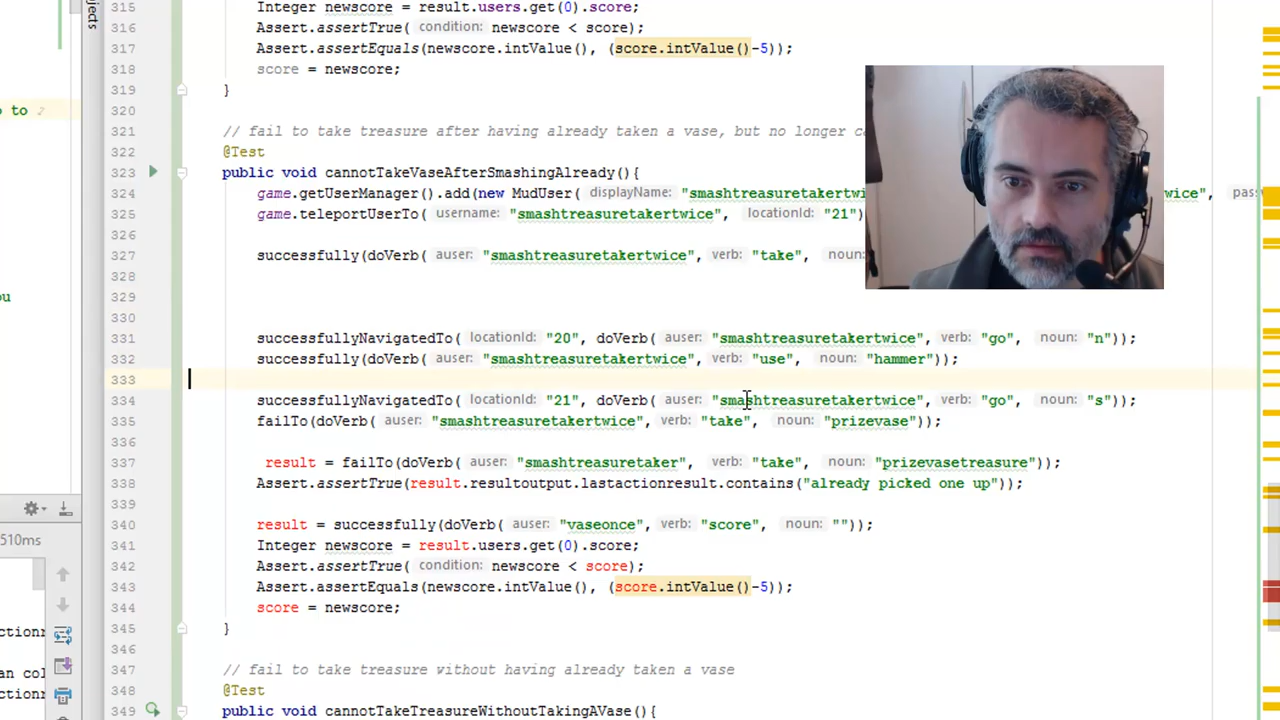 315 Integer newscore = result.users.get(0).score;
316 Assert.assertTrue( condition: newscore < score);
317 Assert.assertEquals(newscore.intValue(), (score.intValue()-5));
318 score = newscore;
319 }
320
321 // fail to take treasure after having already taken a vase, but no longer
322 @Test
323 public void cannotTakeVaseAfterSmashingAlready(){
324 game.getUserManager().add(new MudUser( displayName: "smashtreasuretakertwi
325 game.teleportUserTo( username: "smashtreasuretakertwice", locationId: "21")
326
327 successfully(doVerb( auser: "smashtreasuretakertwice", verb: "take", noun:
328
329
330
331 successfullyNavigatedTo( locationId: "20", doVerb( auser: "smashtreasuretakertwice", verb: "go", noun: "n"));
332 successfully(doVerb( auser: "smashtreasuretakertwice", verb: "use", noun: "hammer"));
333
334 successfullyNavigatedTo( locationId: "21", doVerb( auser: "smashtreasuretakertwice", verb: "go", noun: "s"));
335 failTo(doVerb( auser: "smashtreasuretakertwice", verb: "take", noun: "prizevase"));
336
337 result = failTo(doVerb( auser: "smashtreasuretaker", verb: "take", noun: "prizevasetreasure"));
338 Assert.assertTrue(result.resultoutput.lastactionresult.contains("already picked one up"));
339
340 result = successfully(doVerb( auser: "vaseonce", verb: "score", noun: ""));
341 Integer newscore = result.users.get(0).score;
342 Assert.assertTrue( condition: newscore < score);
343 Assert.assertEquals(newscore.intValue(), (score.intValue()-5));
344 score = newscore;
345 }
346
347 // fail to take treasure without having already taken a vase
348 @Test
349 public void cannotTakeTreasureWithoutTakingAVase(){
to
510ms